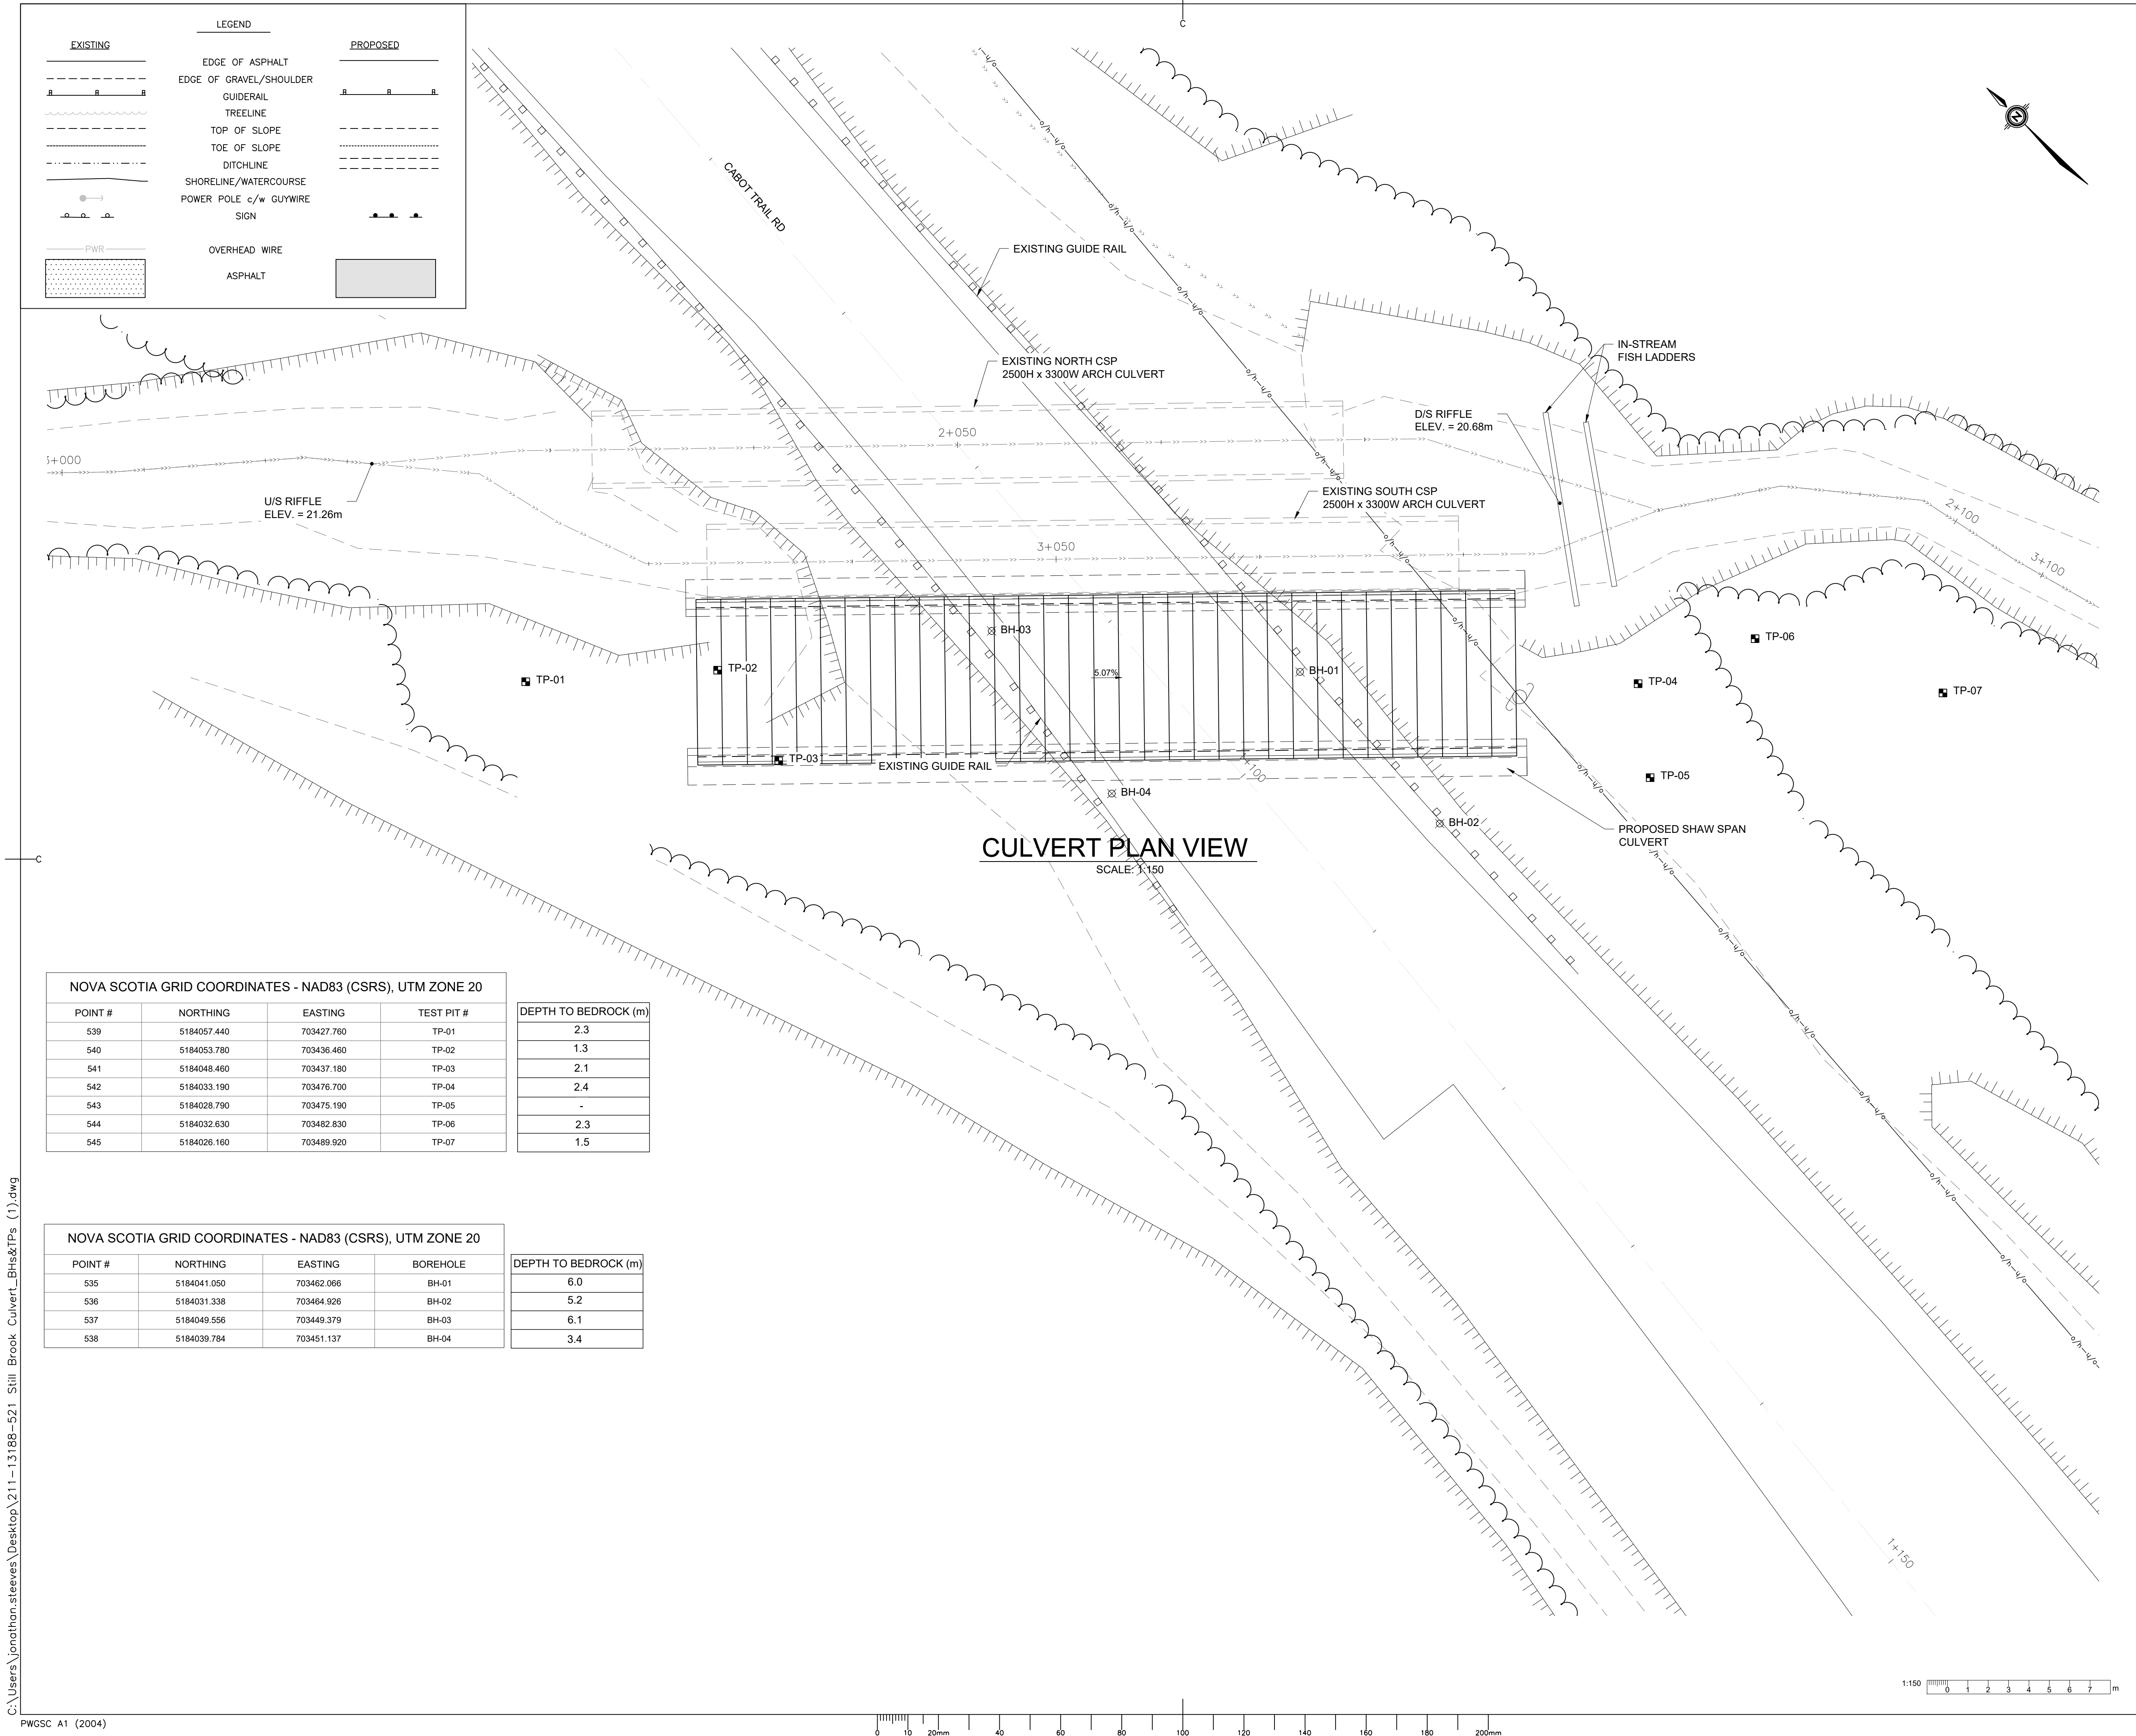 C
LEGEND
EXISTING
PROPOSED
EDGE OF ASPHALT
EDGE OF GRAVEL/SHOULDER
GUIDERAIL
TREELINE
TOP OF SLOPE
TOE OF SLOPE
DITCHLINE
SHORELINE/WATERCOURSE
POWER POLE c/w GUYWIRE
SIGN
PWR
OVERHEAD WIRE
ASPHALT
N
CABOT TRAIL RD
EXISTING GUIDE RAIL
EXISTING NORTH CSP
2500H x 3300W ARCH CULVERT
IN-STREAM
FISH LADDERS
D/S RIFFLE
ELEV. = 20.68m
2+050
+000
U/S RIFFLE
ELEV. = 21.26m
EXISTING SOUTH CSP
2500H x 3300W ARCH CULVERT
3+050
2+100
3+100
BH-03
TP-06
TP-01
TP-02
5.07%
BH-01
TP-04
TP-07
TP-03
EXISTING GUIDE RAIL
+100
TP-05
BH-04
BH-02
PROPOSED SHAW SPAN
CULVERT
CULVERT PLAN VIEW
SCALE: 1:150
C
NOVA SCOTIA GRID COORDINATES - NAD83 (CSRS), UTM ZONE 20
POINT # NORTHING EASTING TEST PIT # DEPTH TO BEDROCK (m)
539 5184057.440 703427.760 TP-01 2.3
540 5184053.780 703436.460 TP-02 1.3
541 5184048.460 703437.180 TP-03 2.1
542 5184033.190 703476.700 TP-04 2.4
543 5184028.790 703475.190 TP-05 -
544 5184032.630 703482.830 TP-06 2.3
545 5184026.160 703489.920 TP-07 1.5
NOVA SCOTIA GRID COORDINATES - NAD83 (CSRS), UTM ZONE 20
POINT # NORTHING EASTING BOREHOLE DEPTH TO BEDROCK (m)
535 5184041.050 703462.066 BH-01 6.0
536 5184031.338 703464.926 BH-02 5.2
537 5184049.556 703449.379 BH-03 6.1
538 5184039.784 703451.137 BH-04 3.4
1+150
o/h
C:\Users\jonathan.steeves\Desktop\211-13188-521 Still Brook Culvert_BHs&TPs (1).dwg
1:150 0 1 2 3 4 5 6 7 m
PWGSC A1 (2004)
0 10 20mm 40 60 80 100 120 140 160 180 200mm